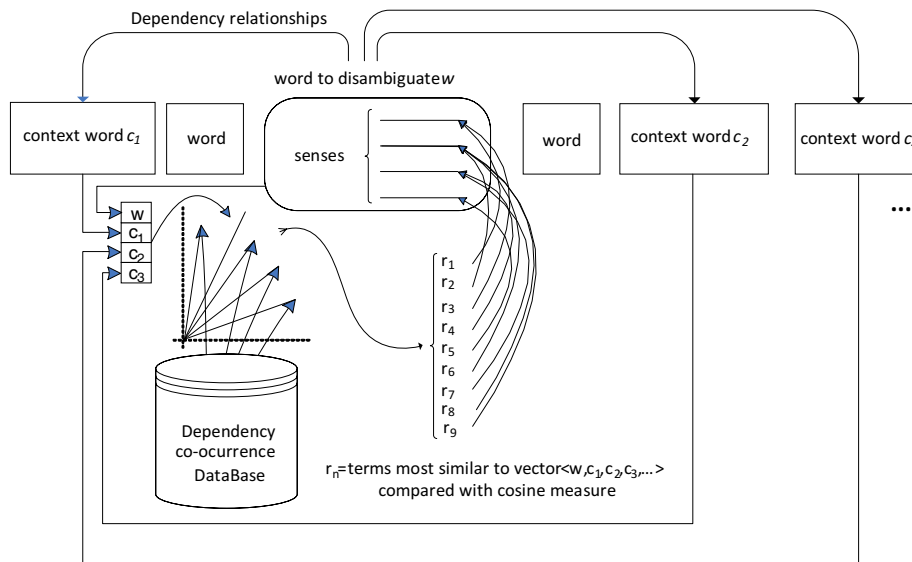 Dependency relationships
word to disambiguate w
context word c1
word
senses
word
context word c2
context word c
...
w
c1
c2
c3
r1
r2
r3
r4
r5
r6
r7
r8
r9
Dependency
co-ocurrence
DataBase
rn=terms most similar to vector<w,c1,c2,c3,...>
compared with cosine measure